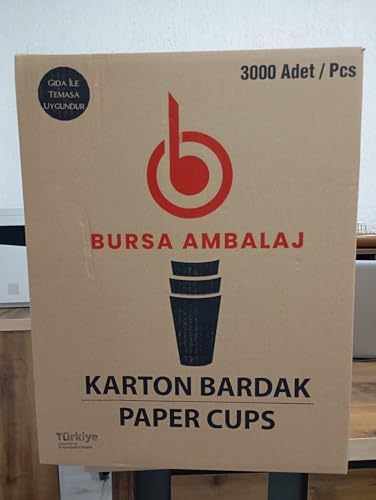 GIDA İLE
TEMASA
UYGUNDUR
3000 Adet / Pcs
BURSA AMBALAJ
KARTON BARDAK
PAPER CUPS
Türkiye